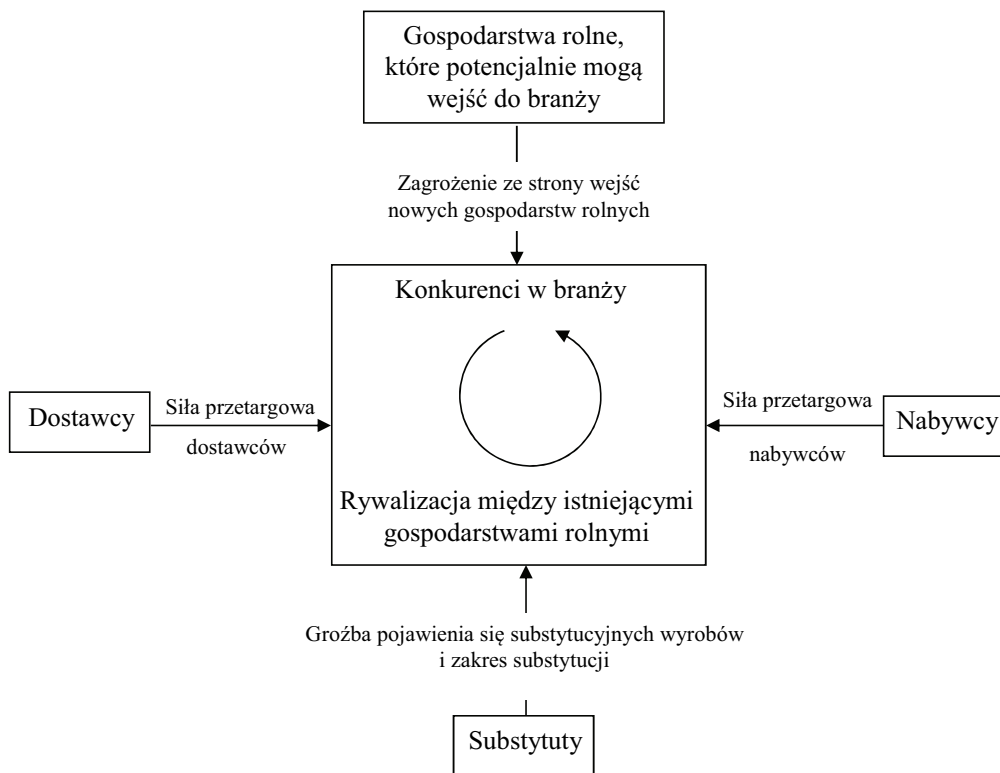 Gospodarstwa rolne,
które potencjalnie mogą
wejść do branży
Zagrożenie ze strony wejść
nowych gospodarstw rolnych
Konkurenci w branży
Dostawcy
Siła przetargowa
dostawców
Siła przetargowa
nabywców
Nabywcy
Rywalizacja między istniejącymi
gospodarstwami rolnymi
Groźba pojawienia się substytucyjnych wyrobów
i zakres substytucji
Substytuty